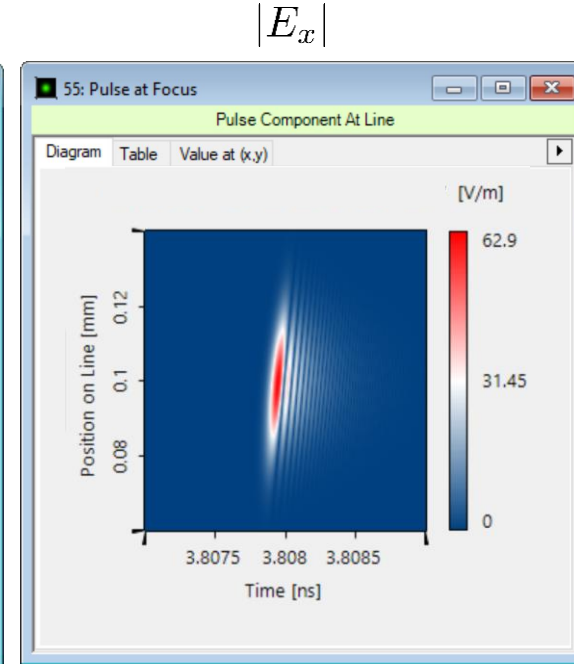 |E_x|
55: Pulse at Focus
Pulse Component At Line
Diagram Table Value at (x,y)
[V/m]
62.9
31.45
0
Position on Line [mm]
0.12
0.1
0.08
3.8075 3.808 3.8085
Time [ns]